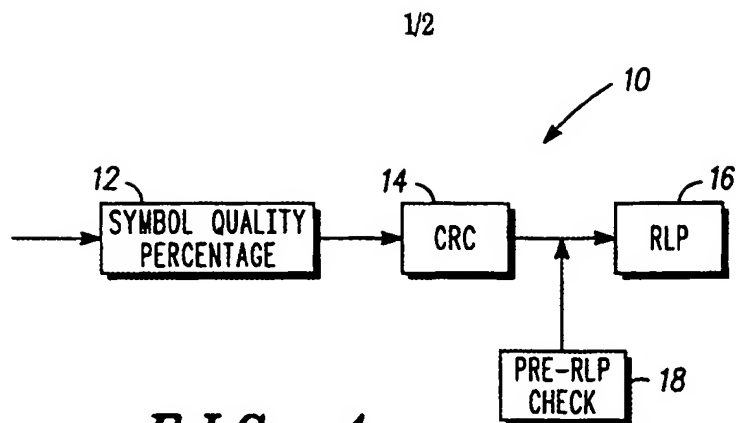 1/2
10
12
SYMBOL QUALITY
PERCENTAGE
14
CRC
16
RLP
PRE-RLP
CHECK
18